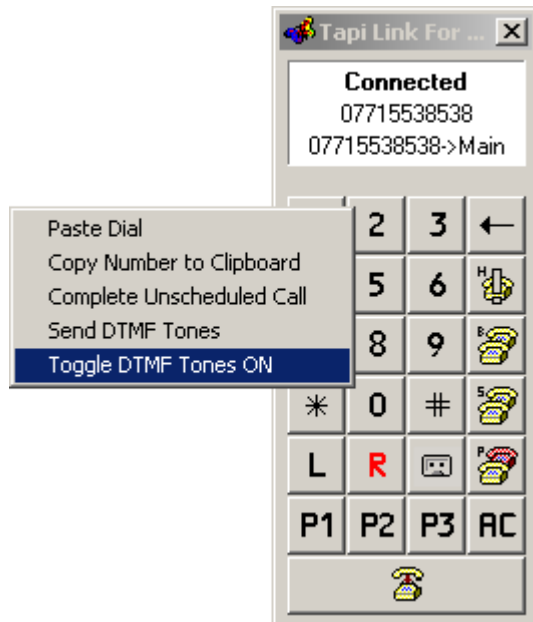 Tapi Link For ...
Connected
07715538538
07715538538->Main
Paste Dial
Copy Number to Clipboard
Complete Unscheduled Call
Send DTMF Tones
Toggle DTMF Tones ON
2 3 ←
5 6 H
8 9 B
* 0 # S
L R P
P1 P2 P3 AC